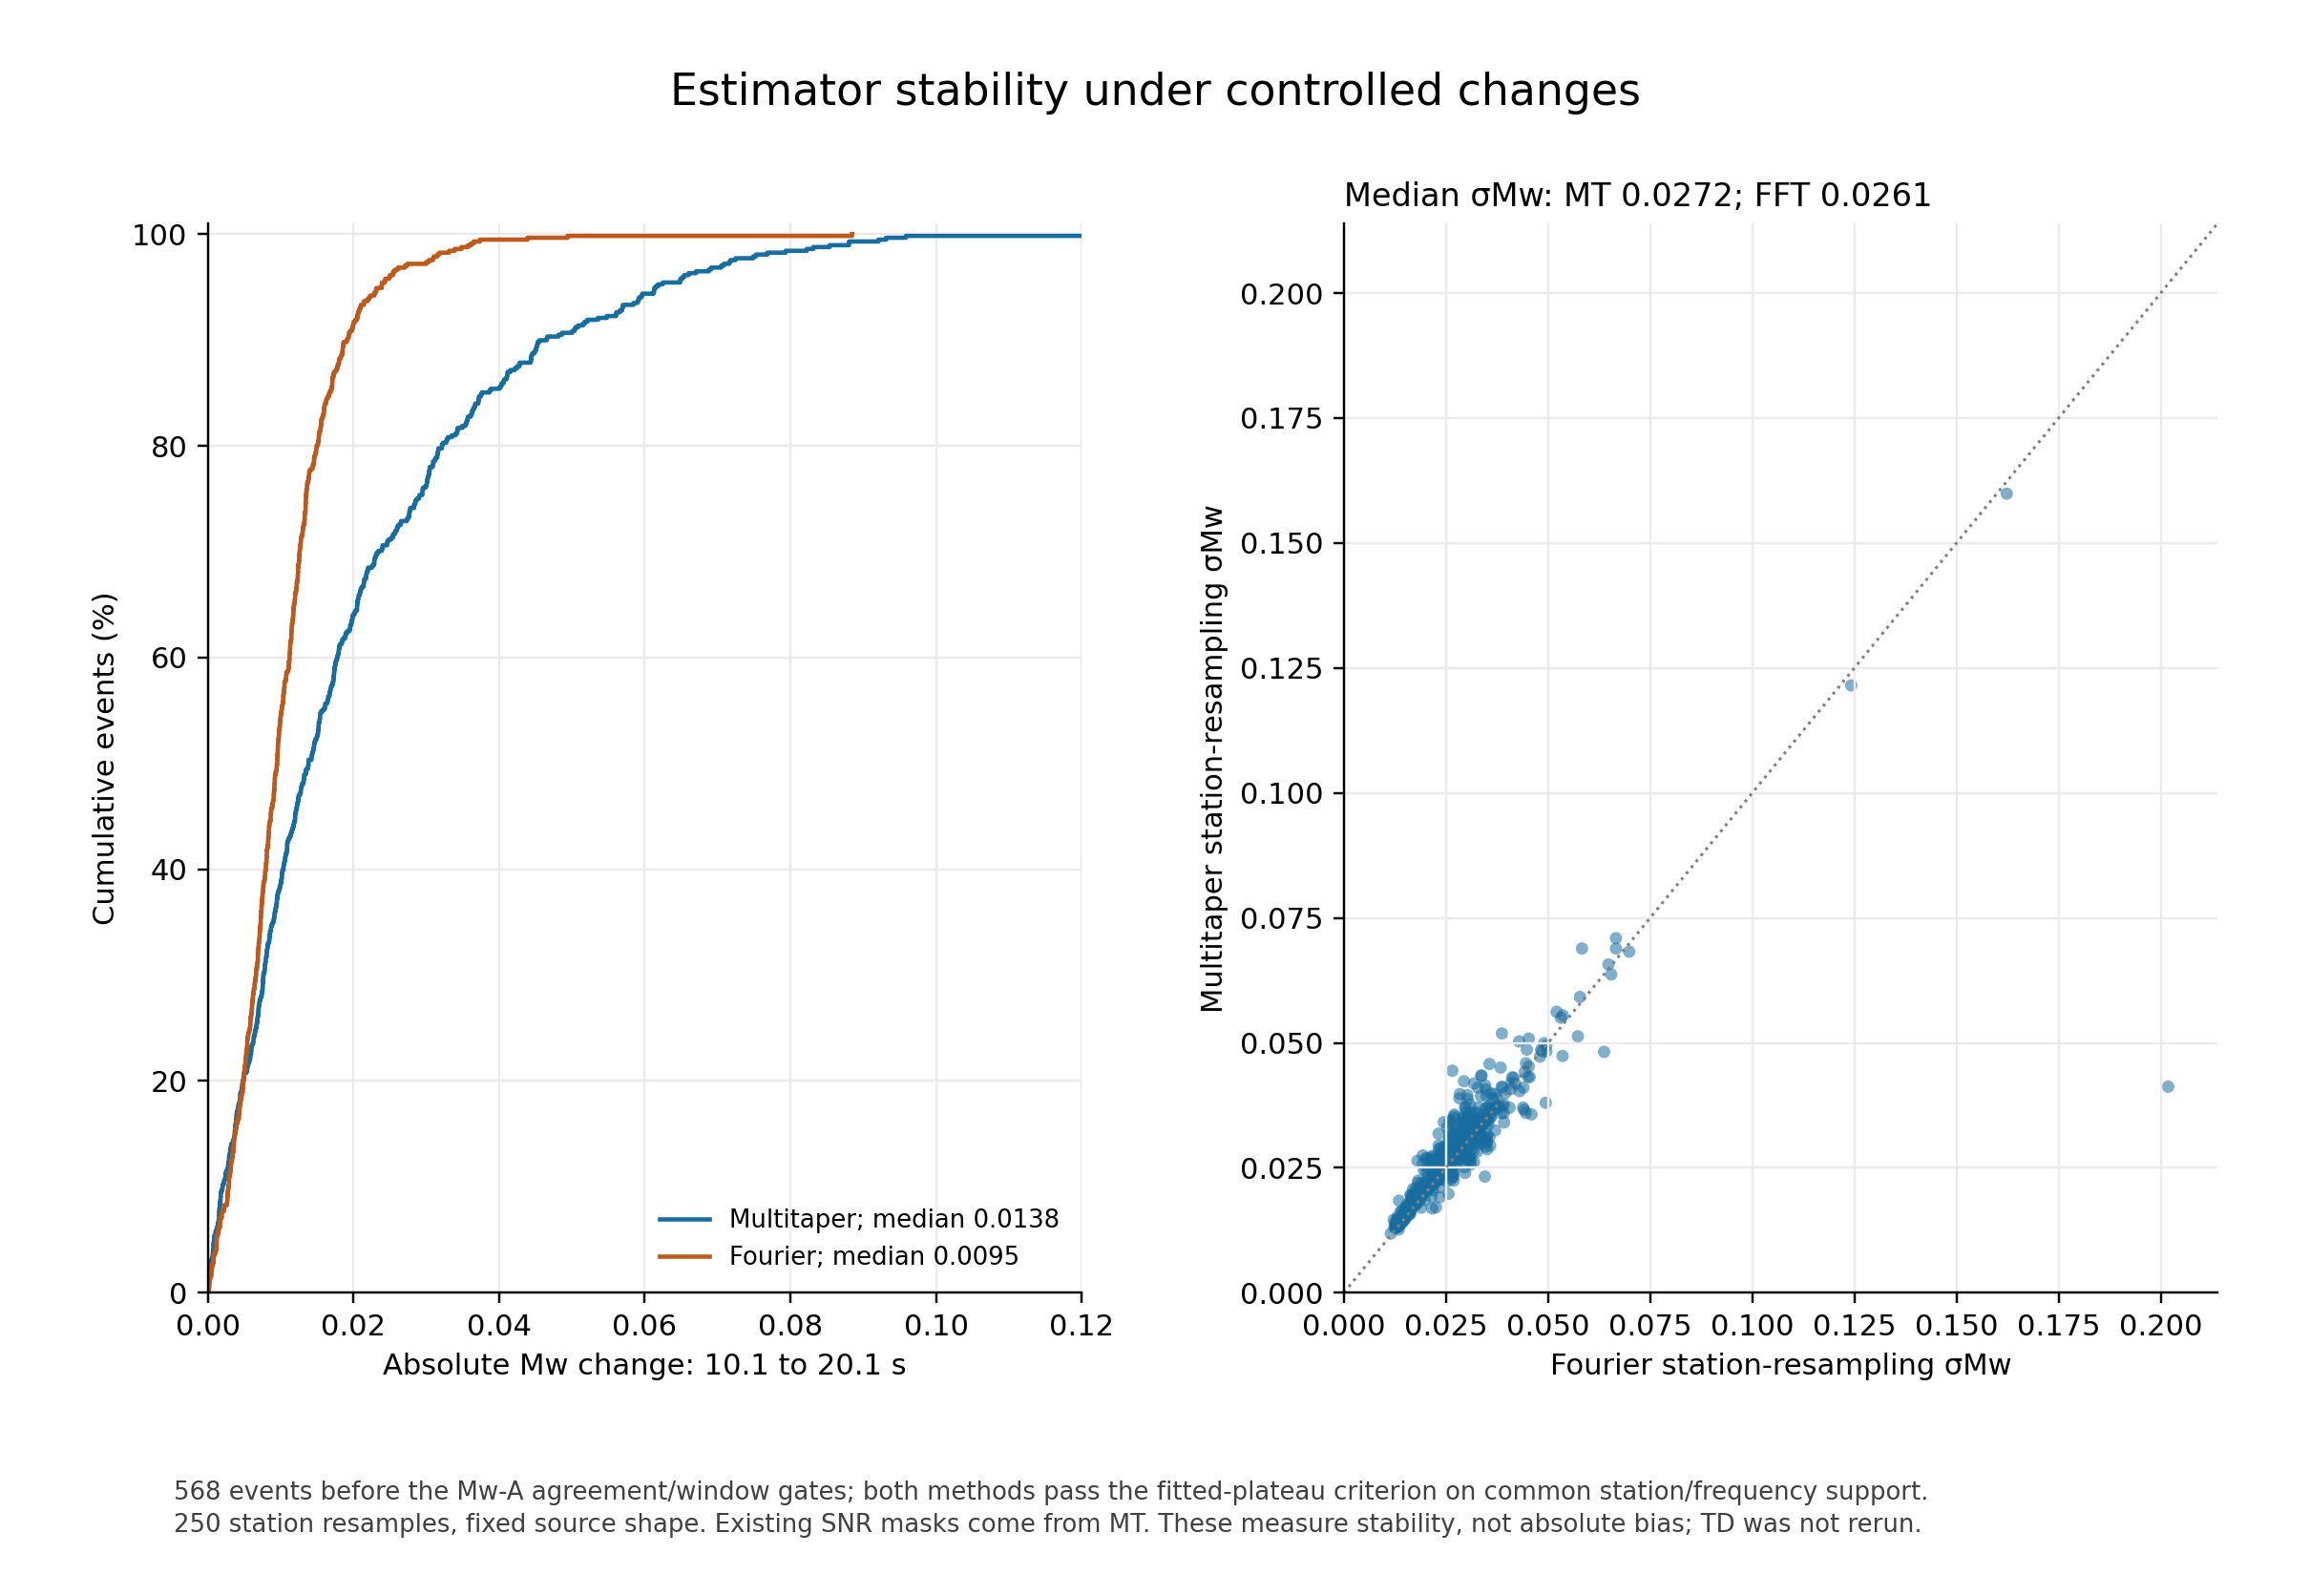 Estimator stability under controlled changes
100
80
60
40
20
0
Cumulative events (%)
0.00 0.02 0.04 0.06 0.08 0.10 0.12
Absolute Mw change: 10.1 to 20.1 s
Multitaper; median 0.0138
Fourier; median 0.0095
Median σMw: MT 0.0272; FFT 0.0261
0.200
0.175
0.150
0.125
0.100
0.075
0.050
0.025
0.000
Multitaper station-resampling σMw
0.000 0.025 0.050 0.075 0.100 0.125 0.150 0.175 0.200
Fourier station-resampling σMw
568 events before the Mw-A agreement/window gates; both methods pass the fitted-plateau criterion on common station/frequency support.
250 station resamples, fixed source shape. Existing SNR masks come from MT. These measure stability, not absolute bias; TD was not rerun.